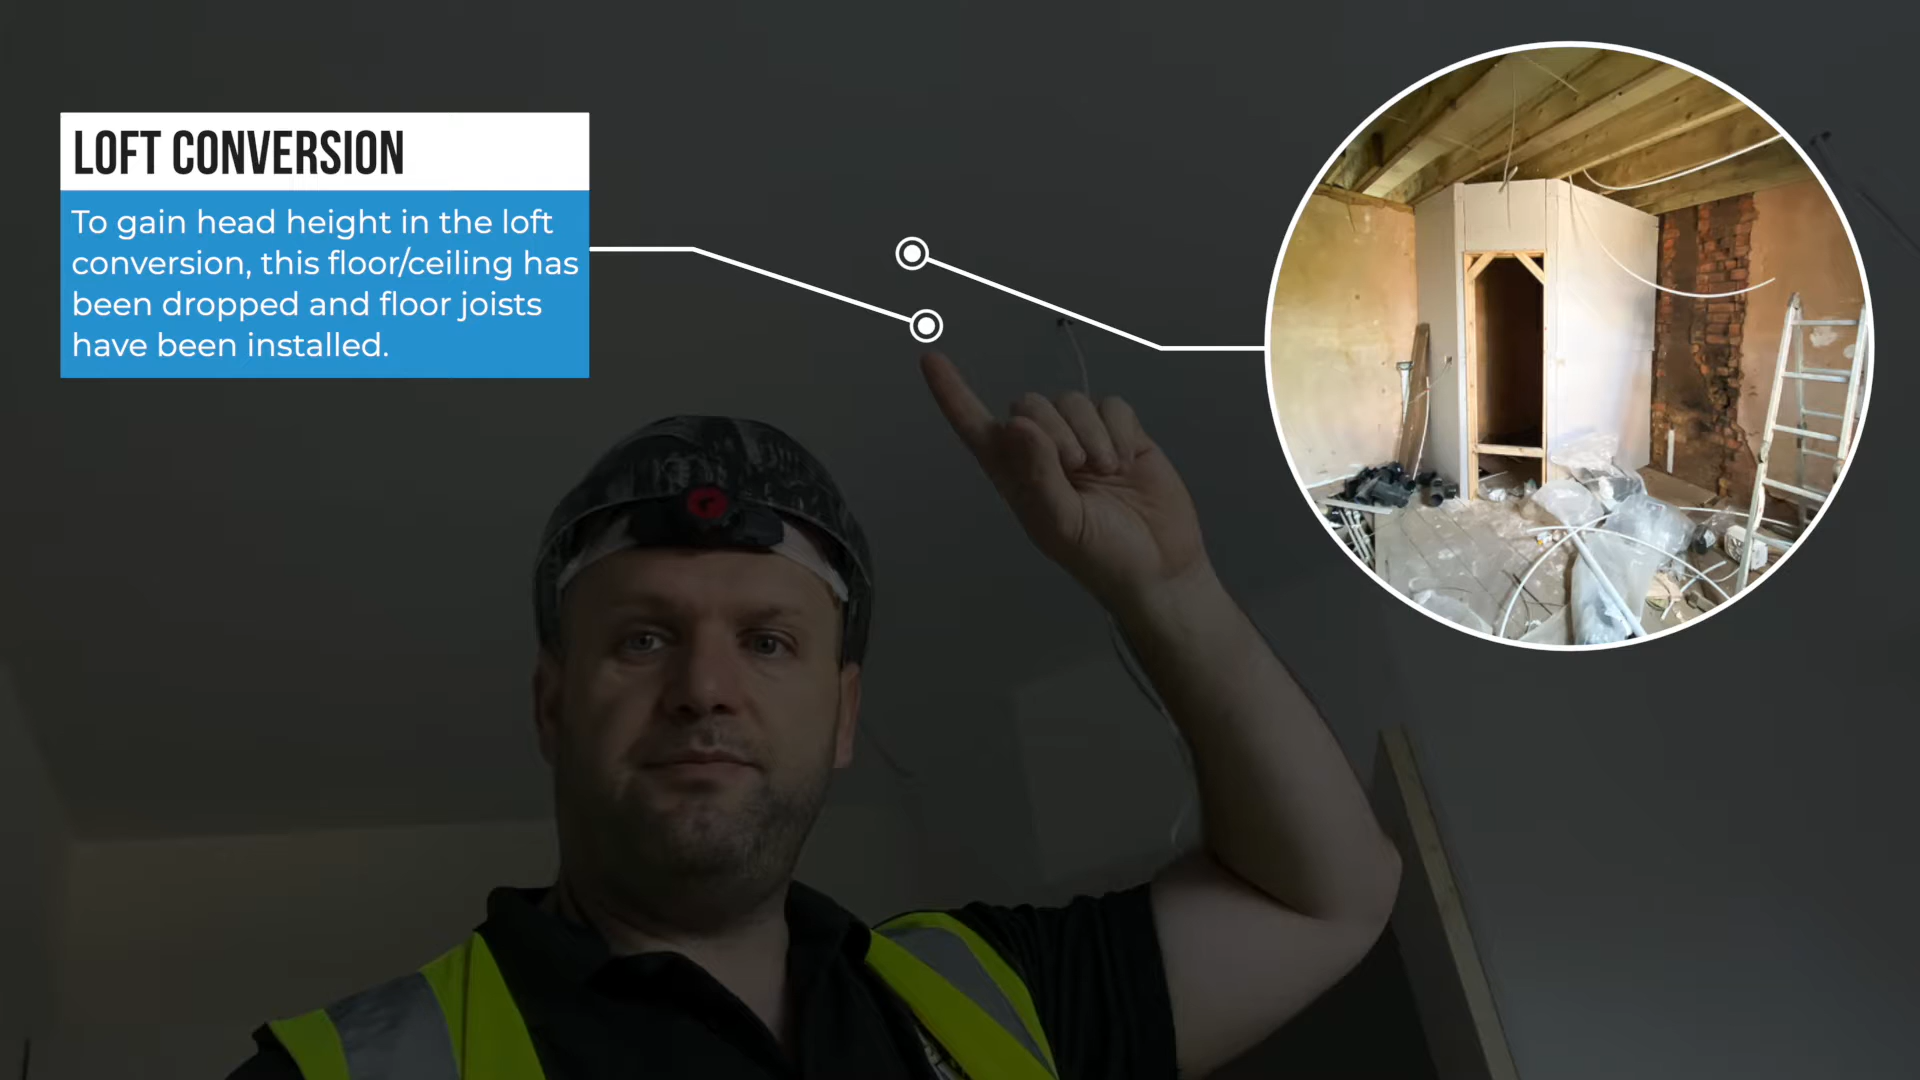 LOFT CONVERSION
To gain head height in the loft
conversion, this floor/ceiling has
been dropped and floor joists
have been installed.